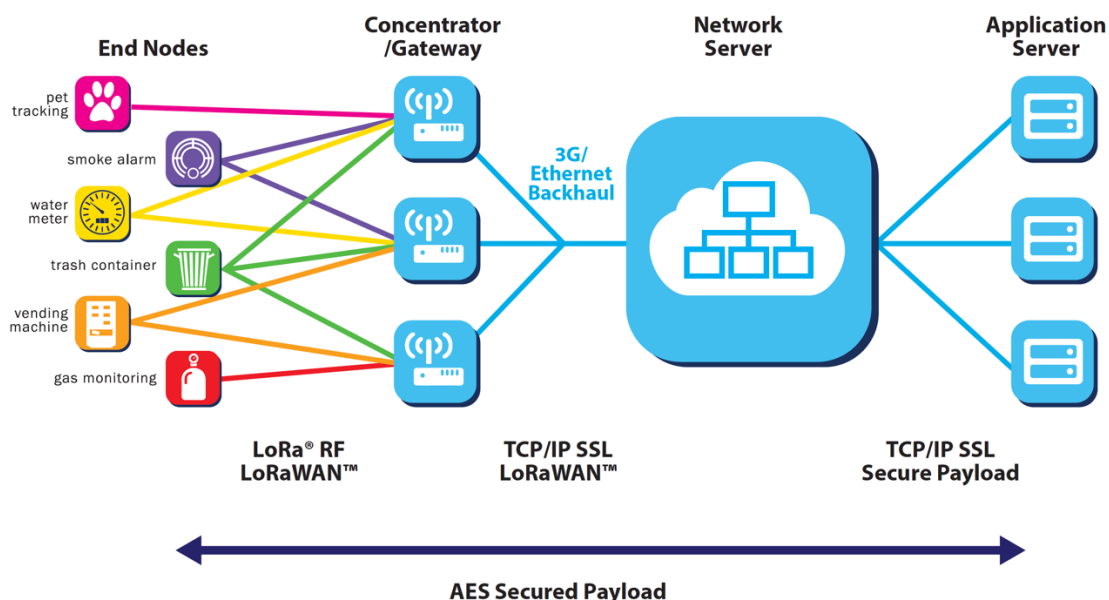 End Nodes
Concentrator
/Gateway
Network
Server
Application
Server
pet
tracking
smoke alarm
water
meter
trash container
vending
machine
gas monitoring
3G/
Ethernet
Backhaul
LoRa® RF
LoRaWAN™
TCP/IP SSL
LoRaWAN™
TCP/IP SSL
Secure Payload
AES Secured Payload